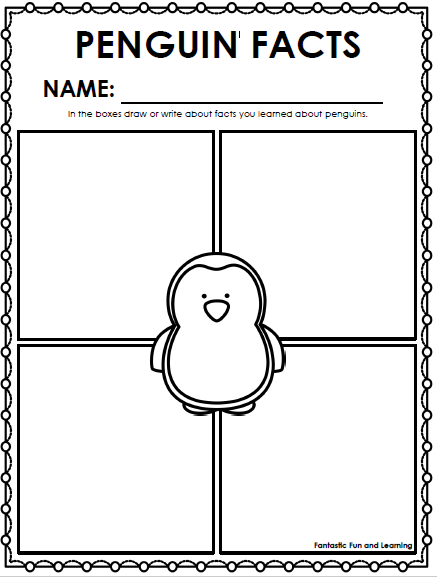 PENGUIN FACTS
NAME:
In the boxes draw or write about facts you learned about penguins.
Fantastic Fun and Learning